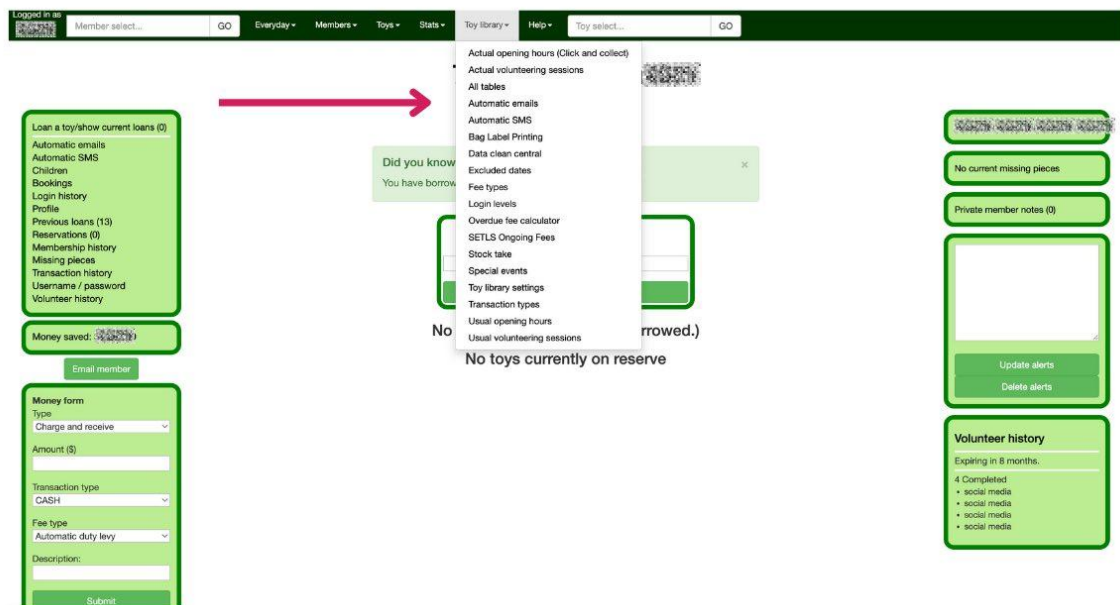 Logged in as
Member select...
GO
Everyday
Members
Toys
Stats
Toy library
Help
Toy select...
GO
Actual opening hours (Click and collect)
Actual volunteering sessions
All tables
Automatic emails
Automatic SMS
Bag Label Printing
Data clean central
Excluded dates
Fee types
Login levels
Overdue fee calculator
SETLS Ongoing Fees
Stock take
Special events
Toy library settings
Transaction types
Usual opening hours
Usual volunteering sessions
Loan a toy/show current loans (0)
Automatic emails
Automatic SMS
Children
Bookings
Login history
Profile
Previous loans (13)
Reservations (0)
Membership history
Missing pieces
Transaction history
Username / password
Volunteer history
Money saved:
Email member
Money form
Type
Charge and receive
Amount ($)
Transaction type
CASH
Fee type
Automatic duty levy
Description:
Submit
Did you know
×
You have borrow
No rrowed.)
No toys currently on reserve
No current missing pieces
Private member notes (0)
Update alerts
Delete alerts
Volunteer history
Expiring in 8 months.
4 Completed
• social media
• social media
• social media
• social media